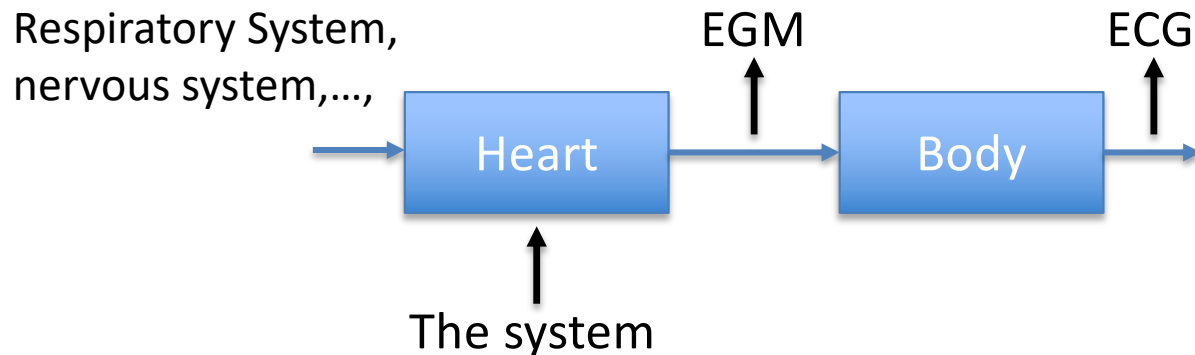 Respiratory System,
nervous system,...,
EGM
ECG
Heart
Body
The system